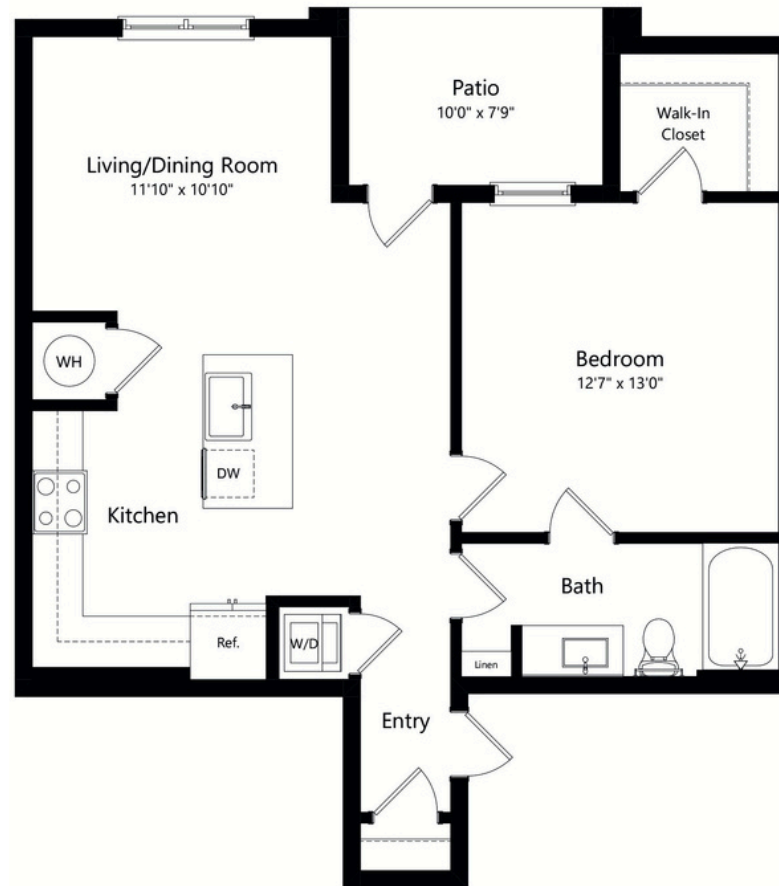 Patio
10'0" x 7'9"
Walk-In
Closet
Living/Dining Room
11'10" x 10'10"
WH
Bedroom
12'7" x 13'0"
DW
Kitchen
Bath
Ref.
W/D
Linen
Entry